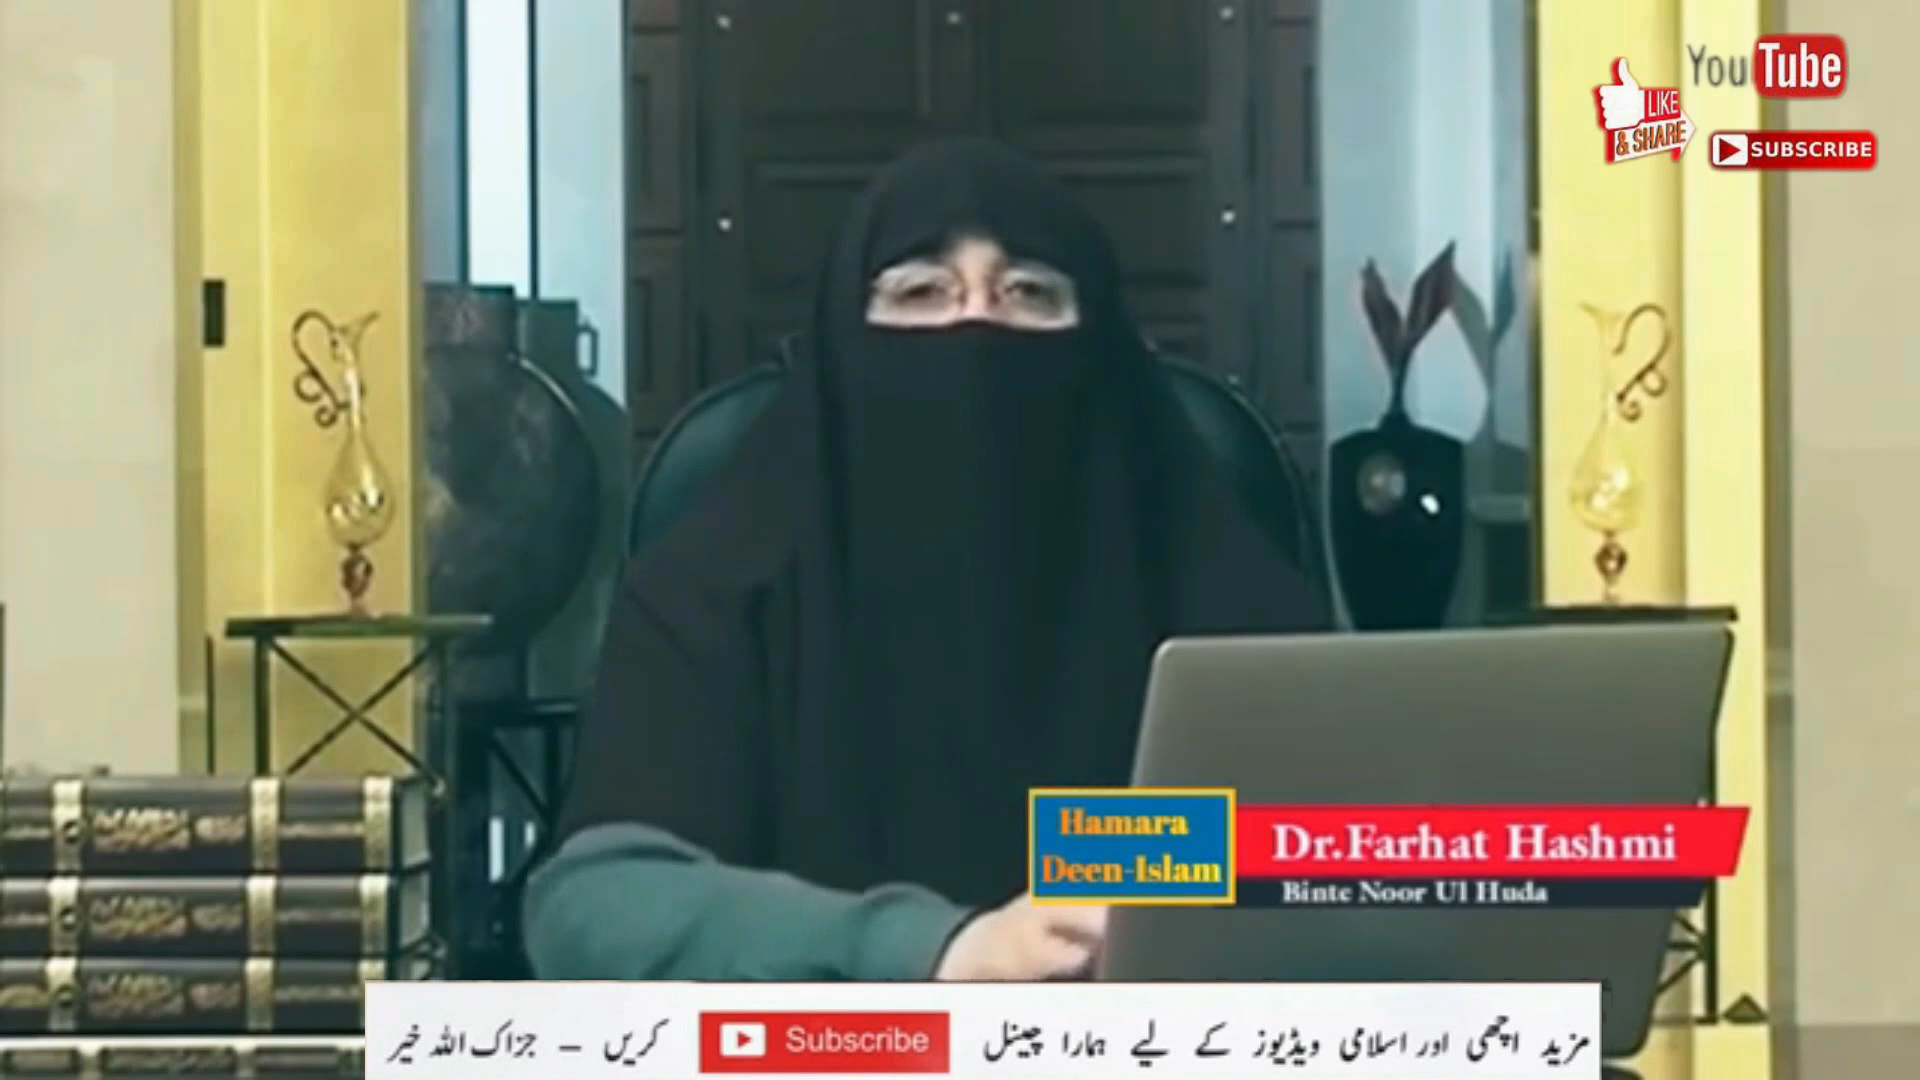 YouTube
LIKE
& SHARE
SUBSCRIBE
Hamara
Deen-Islam
Dr.Farhat Hashmi
Binte Noor Ul Huda
مزید اچھی اور اسلامی ویڈیوز کے لیے ہمارا چینل Subscribe کریں – جزاک اللہ خیر